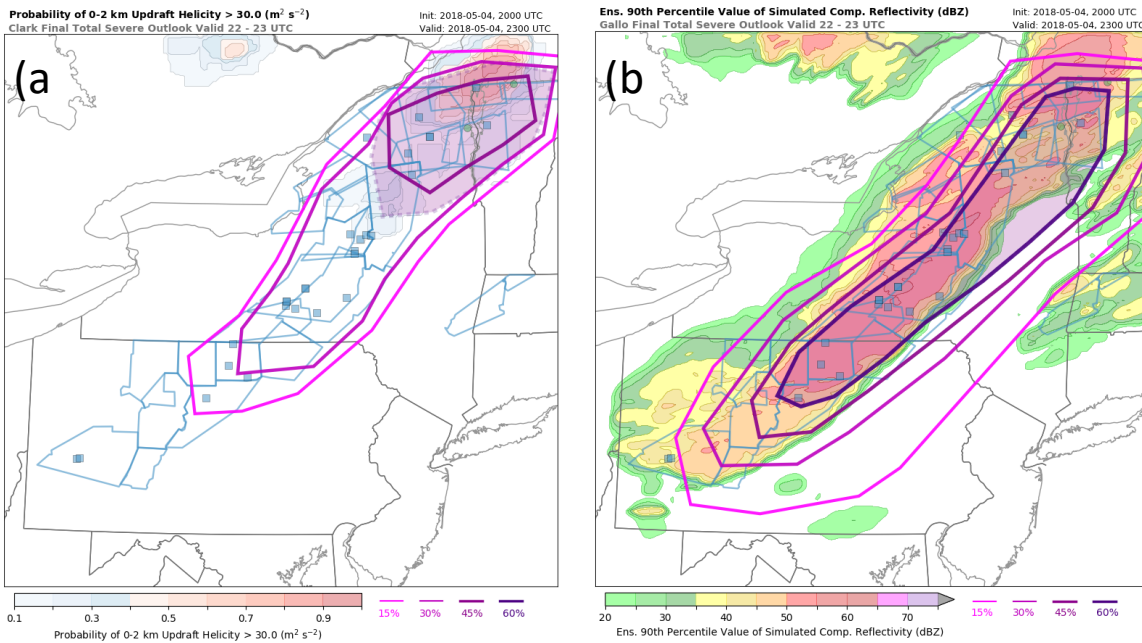 Probability of 0-2 km Updraft Helicity > 30.0 (m² s⁻²)
Init: 2018-05-04, 2000 UTC
Clark Final Total Severe Outlook Valid 22 - 23 UTC
Valid: 2018-05-04, 2300 UTC
(a)
0.1 0.3 0.5 0.7 0.9
15% 30% 45% 60%
Probability of 0-2 km Updraft Helicity > 30.0 (m² s⁻²)
Ens. 90th Percentile Value of Simulated Comp. Reflectivity (dBZ)
Init: 2018-05-04, 2000 UTC
Gallo Final Total Severe Outlook Valid 22 - 23 UTC
Valid: 2018-05-04, 2300 UTC
(b)
20 30 40 50 60 70
15% 30% 45% 60%
Ens. 90th Percentile Value of Simulated Comp. Reflectivity (dBZ)